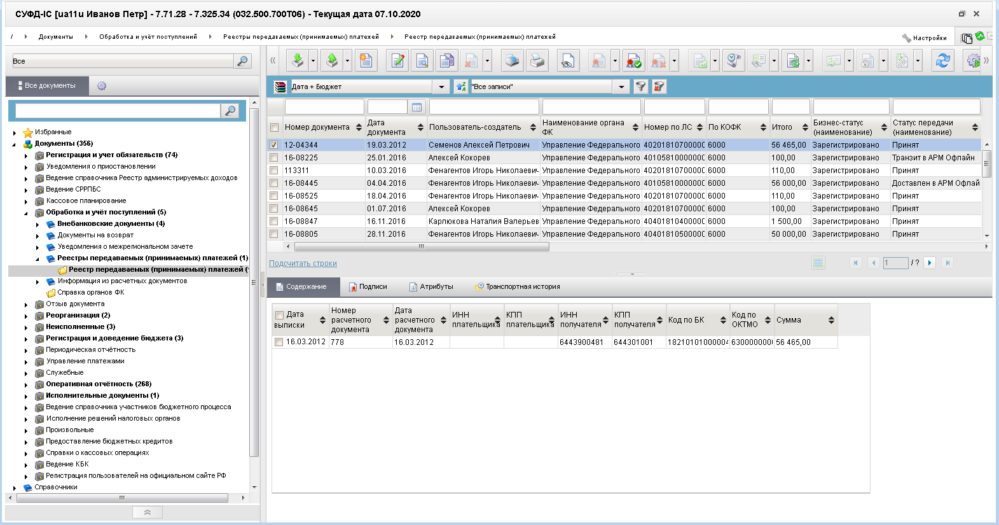 СУФД-IC [ua11u Иванов Петр] - 7.71.28 - 7.325.34 (032.500.700T06) - Текущая дата 07.10.2020
/ Документы Обработка и учёт поступлений Реестры передаваемых (принимаемых) платежей Реестр передаваемых (принимаемых) платежей
Настройки
Все
Все документы
Дата + Бюджет "Все записи"
Избранные
Документы (356)
Регистрация и учет обязательств (74)
Уведомления о приостановлении
Ведение справочника Реестр администрируемых доходов
Ведение СРРПБС
Кассовое планирование
Обработка и учёт поступлений (5)
Внебанковские документы (4)
Документы на возврат
Уведомления о межрегиональном зачете
Реестры передаваемых (принимаемых) платежей (1)
Реестр передаваемых (принимаемых) платежей (
Информация из расчетных документов
Справка органов ФК
Отзыв документа
Реорганизация (2)
Неисполненные (3)
Регистрация и доведение бюджета (3)
Периодическая отчётность
Управление платежами
Служебные
Оперативная отчётность (268)
Исполнительные документы (1)
Ведение справочника участников бюджетного процесса
Исполнение решений налоговых органов
Произвольные
Предоставление бюджетных кредитов
Справки о кассовых операциях
Ведение КБК
Регистрация пользователей на официальном сайте РФ
Справочники
Номер документа Дата документа Пользователь-создатель Наименование органа ФК Номер по ЛС По КОФК Итого Бизнес-статус (наименование) Статус передачи (наименование)
12-04344 19.03.2012 Семенов Алексей Петрович Управление Федерального 40201810700000 6000 56 465,00 Зарегистрировано Принят
16-08225 25.01.2016 Алексей Кокорев Управление Федерального 40105810000000 6000 100,00 Зарегистрировано Транзит в АРМ Офлайн
113311 10.03.2016 Фенагентов Игорь Николаевич Управление Федерального 40201810700000 6000 110,00 Зарегистрировано Принят
16-08445 04.04.2016 Фенагентов Игорь Николаевич Управление Федерального 40105810000000 6000 56 000,00 Зарегистрировано Доставлен в АРМ Офлай
16-08525 18.04.2016 Фенагентов Игорь Николаевич Управление Федерального 40201810700000 6000 110,00 Зарегистрировано Принят
16-08645 01.07.2016 Алексей Кокорев Управление Федерального 40201810700000 6000 100,00 Зарегистрировано Принят
16-08847 16.11.2016 Карлюкова Наталия Валерьев Управление Федерального 40401810400000 6000 1 500,00 Зарегистрировано Принят
16-08805 28.11.2016 Фенагентов Игорь Николаевич Управление Федерального 40401810500000 6000 50 000,00 Зарегистрировано Принят
Подсчитать строки
1 / ?
Содержание Подписи Атрибуты Транспортная история
Дата выписки Номер расчетного документа Дата расчетного документа ИНН плательщика КПП плательщика ИНН получателя КПП получателя Код по БК Код по ОКТМО Сумма
16.03.2012 778 16.03.2012 6443900481 644301001 18210101000004 630000000 56 465,00